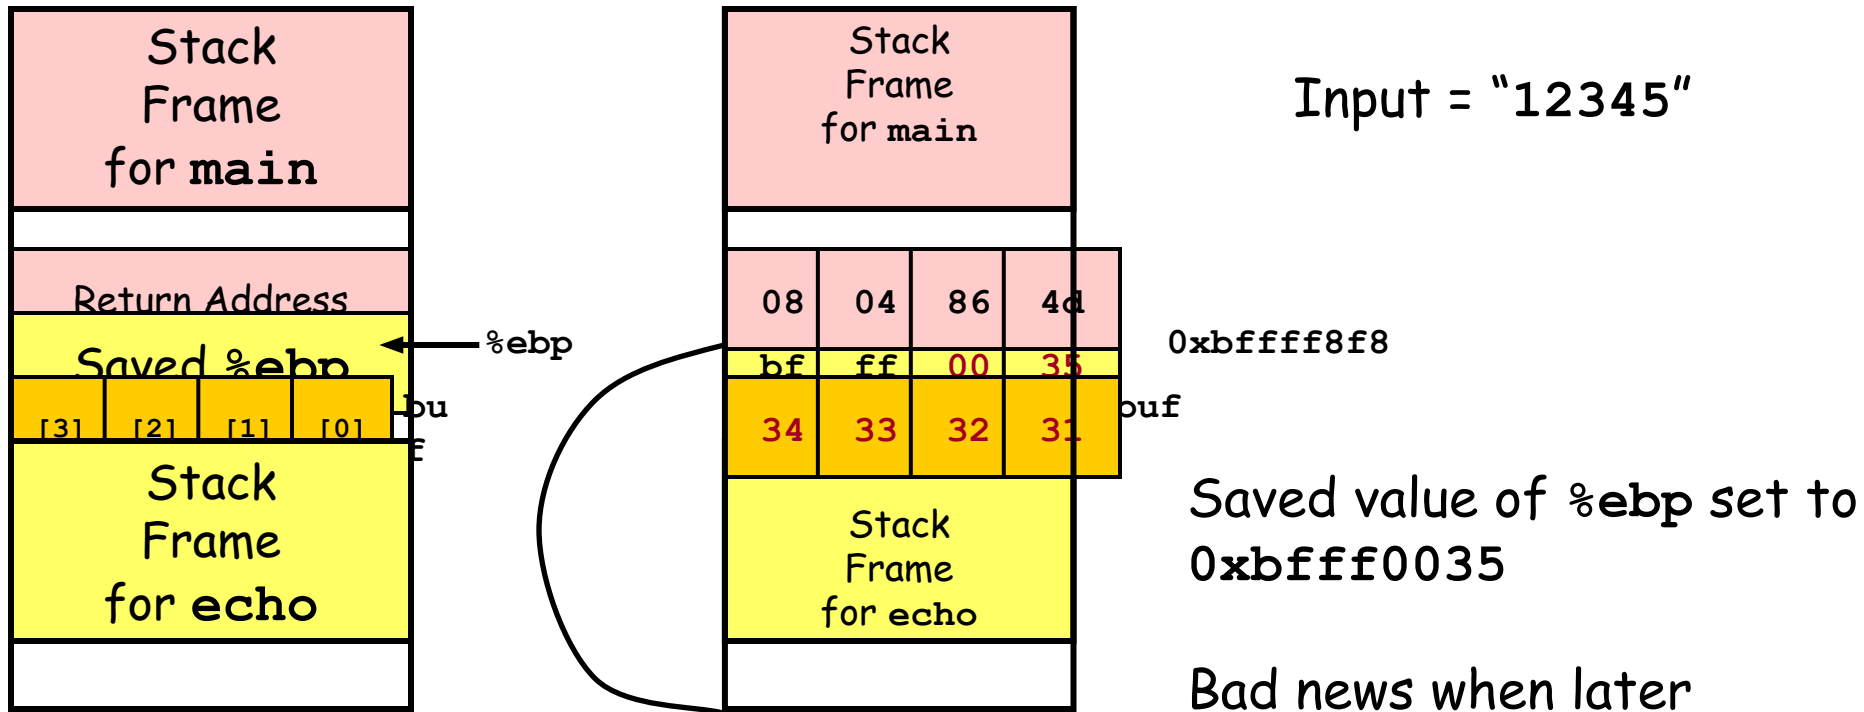 Stack
Frame
for main
Return Address
Saved %ebp
%ebp
[3] [2] [1] [0]
bu
f
Stack
Frame
for echo
Stack
Frame
for main
08 04 86 4d
bf ff 00 35
0xbffff8f8
34 33 32 31
buf
Stack
Frame
for echo
Input = “12345”
Saved value of %ebp set to
0xbfff0035
Bad news when later